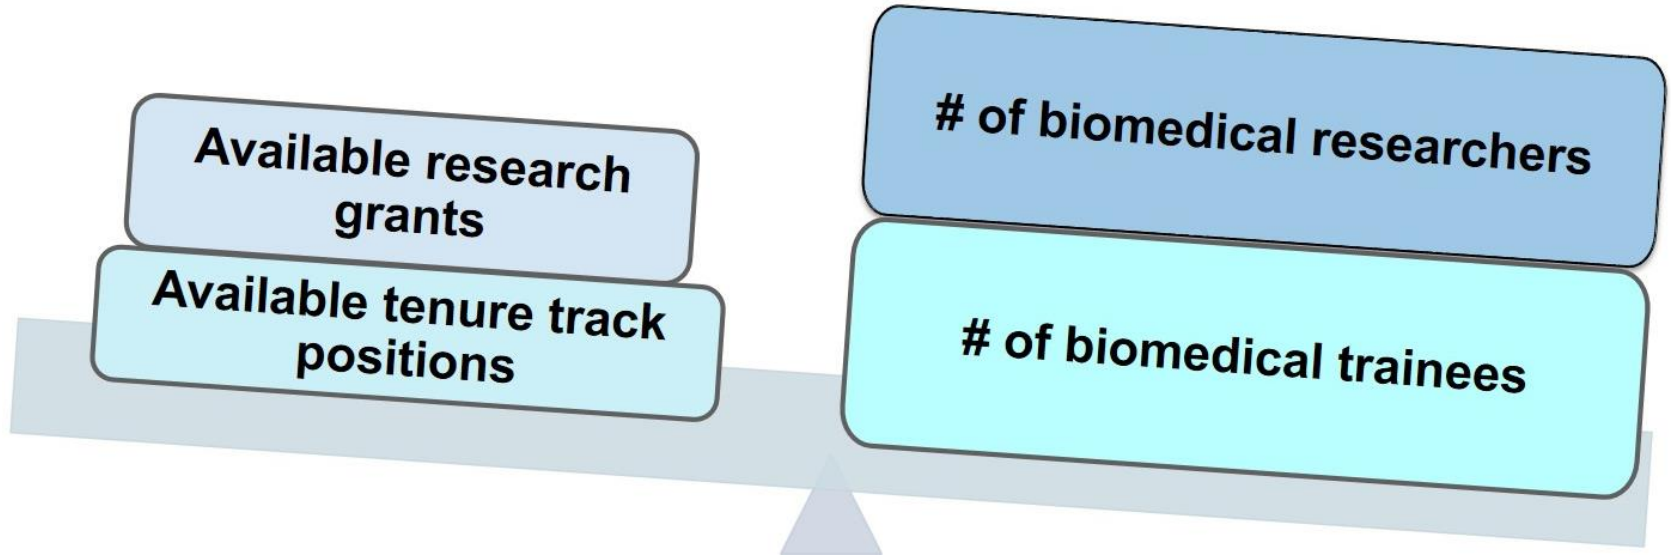 Available research
grants
Available tenure track
positions
# of biomedical researchers
# of biomedical trainees